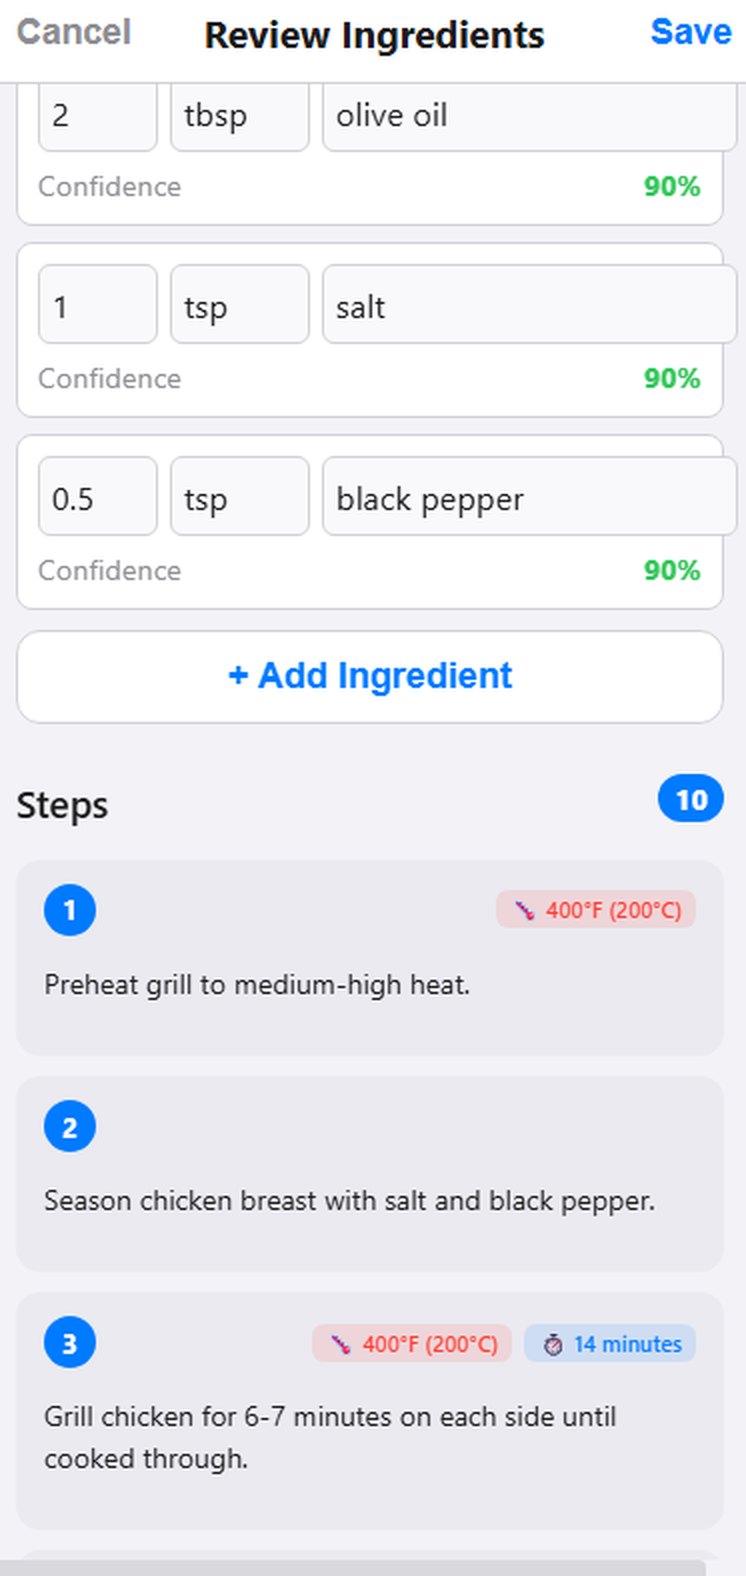 Cancel Review Ingredients Save
2 tbsp olive oil
Confidence 90%
1 tsp salt
Confidence 90%
0.5 tsp black pepper
Confidence 90%
+ Add Ingredient
Steps 10
1 400°F (200°C)
Preheat grill to medium-high heat.
2
Season chicken breast with salt and black pepper.
3 400°F (200°C) 14 minutes
Grill chicken for 6-7 minutes on each side until
cooked through.